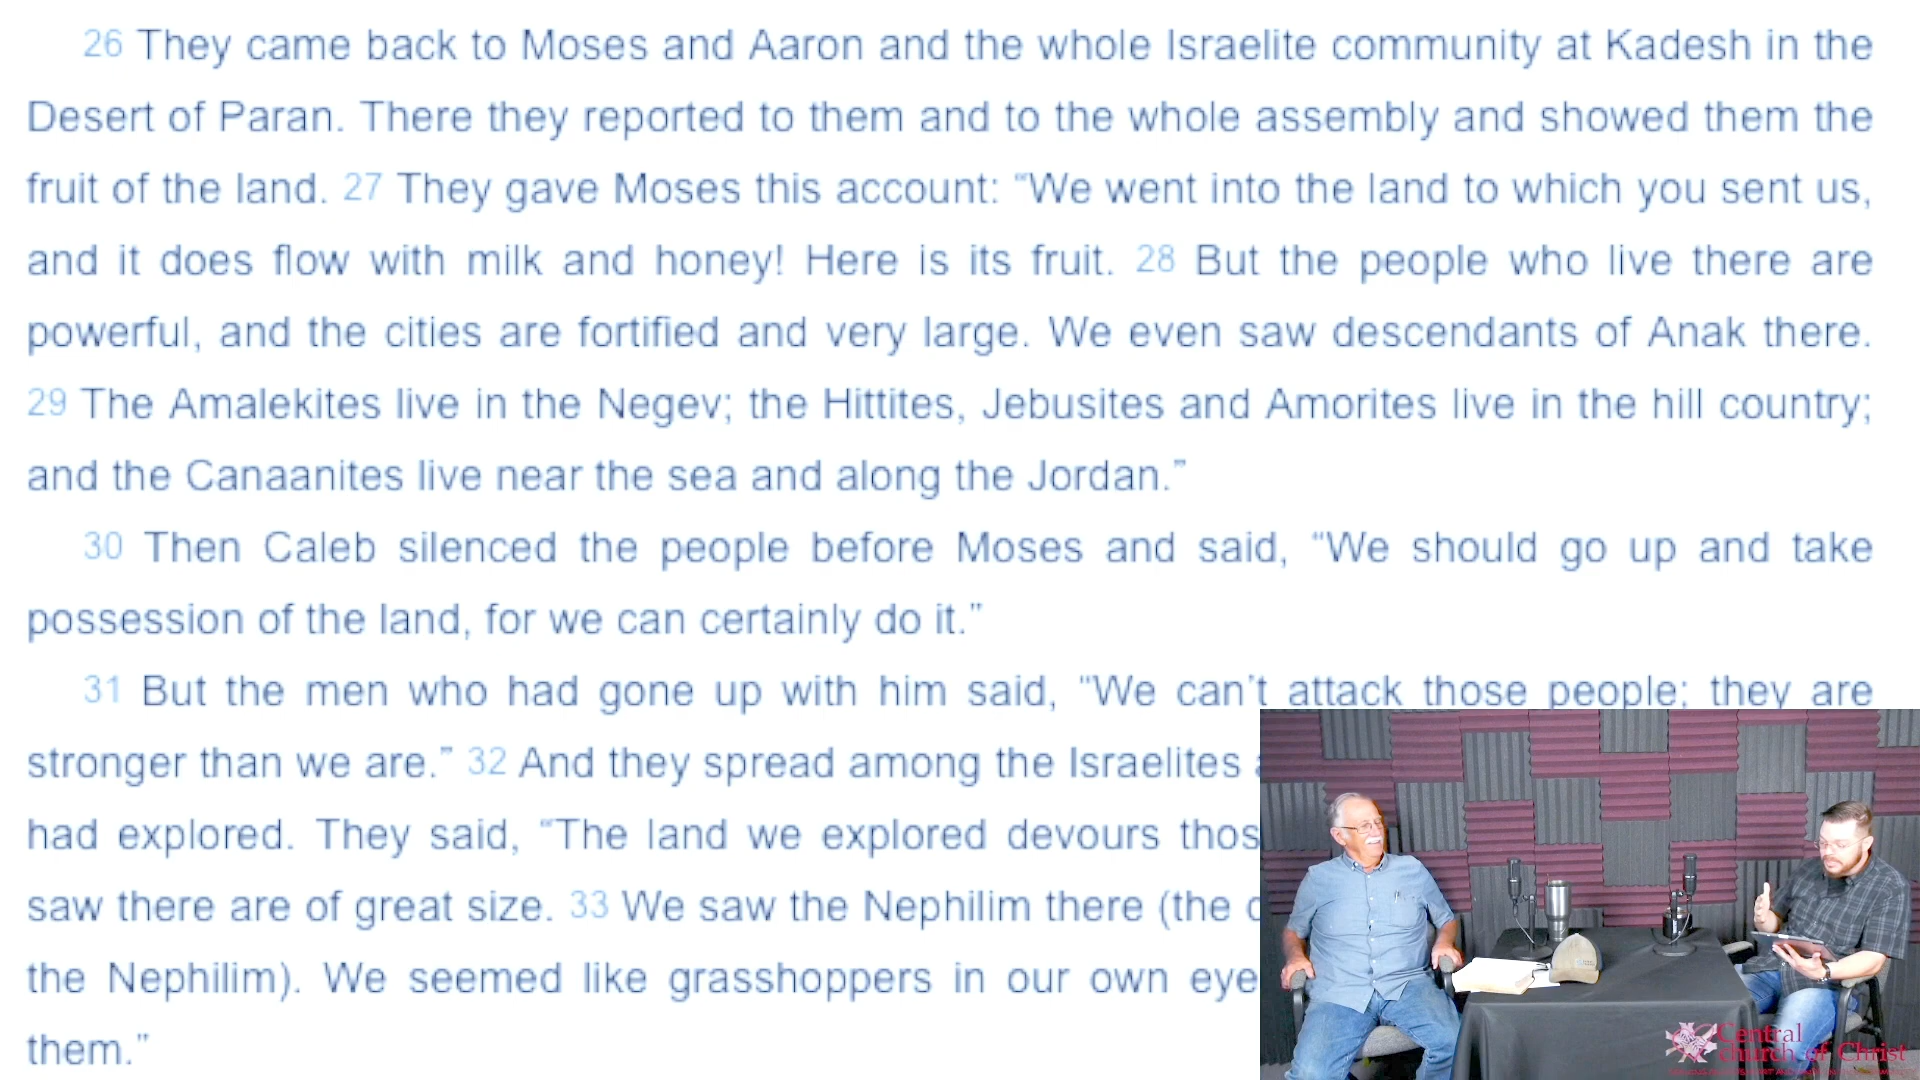 26 They came back to Moses and Aaron and the whole Israelite community at Kadesh in the
Desert of Paran. There they reported to them and to the whole assembly and showed them the
fruit of the land. 27 They gave Moses this account: “We went into the land to which you sent us,
and it does flow with milk and honey! Here is its fruit. 28 But the people who live there are
powerful, and the cities are fortified and very large. We even saw descendants of Anak there.
29 The Amalekites live in the Negev; the Hittites, Jebusites and Amorites live in the hill country;
and the Canaanites live near the sea and along the Jordan.”
30 Then Caleb silenced the people before Moses and said, “We should go up and take
possession of the land, for we can certainly do it.”
31 But the men who had gone up with him said, “We can’t attack those people; they are
stronger than we are.” 32 And they spread among the Israelites
had explored. They said, “The land we explored devours thos
saw there are of great size. 33 We saw the Nephilim there (the
the Nephilim). We seemed like grasshoppers in our own eye
them.”
Central
church of Christ